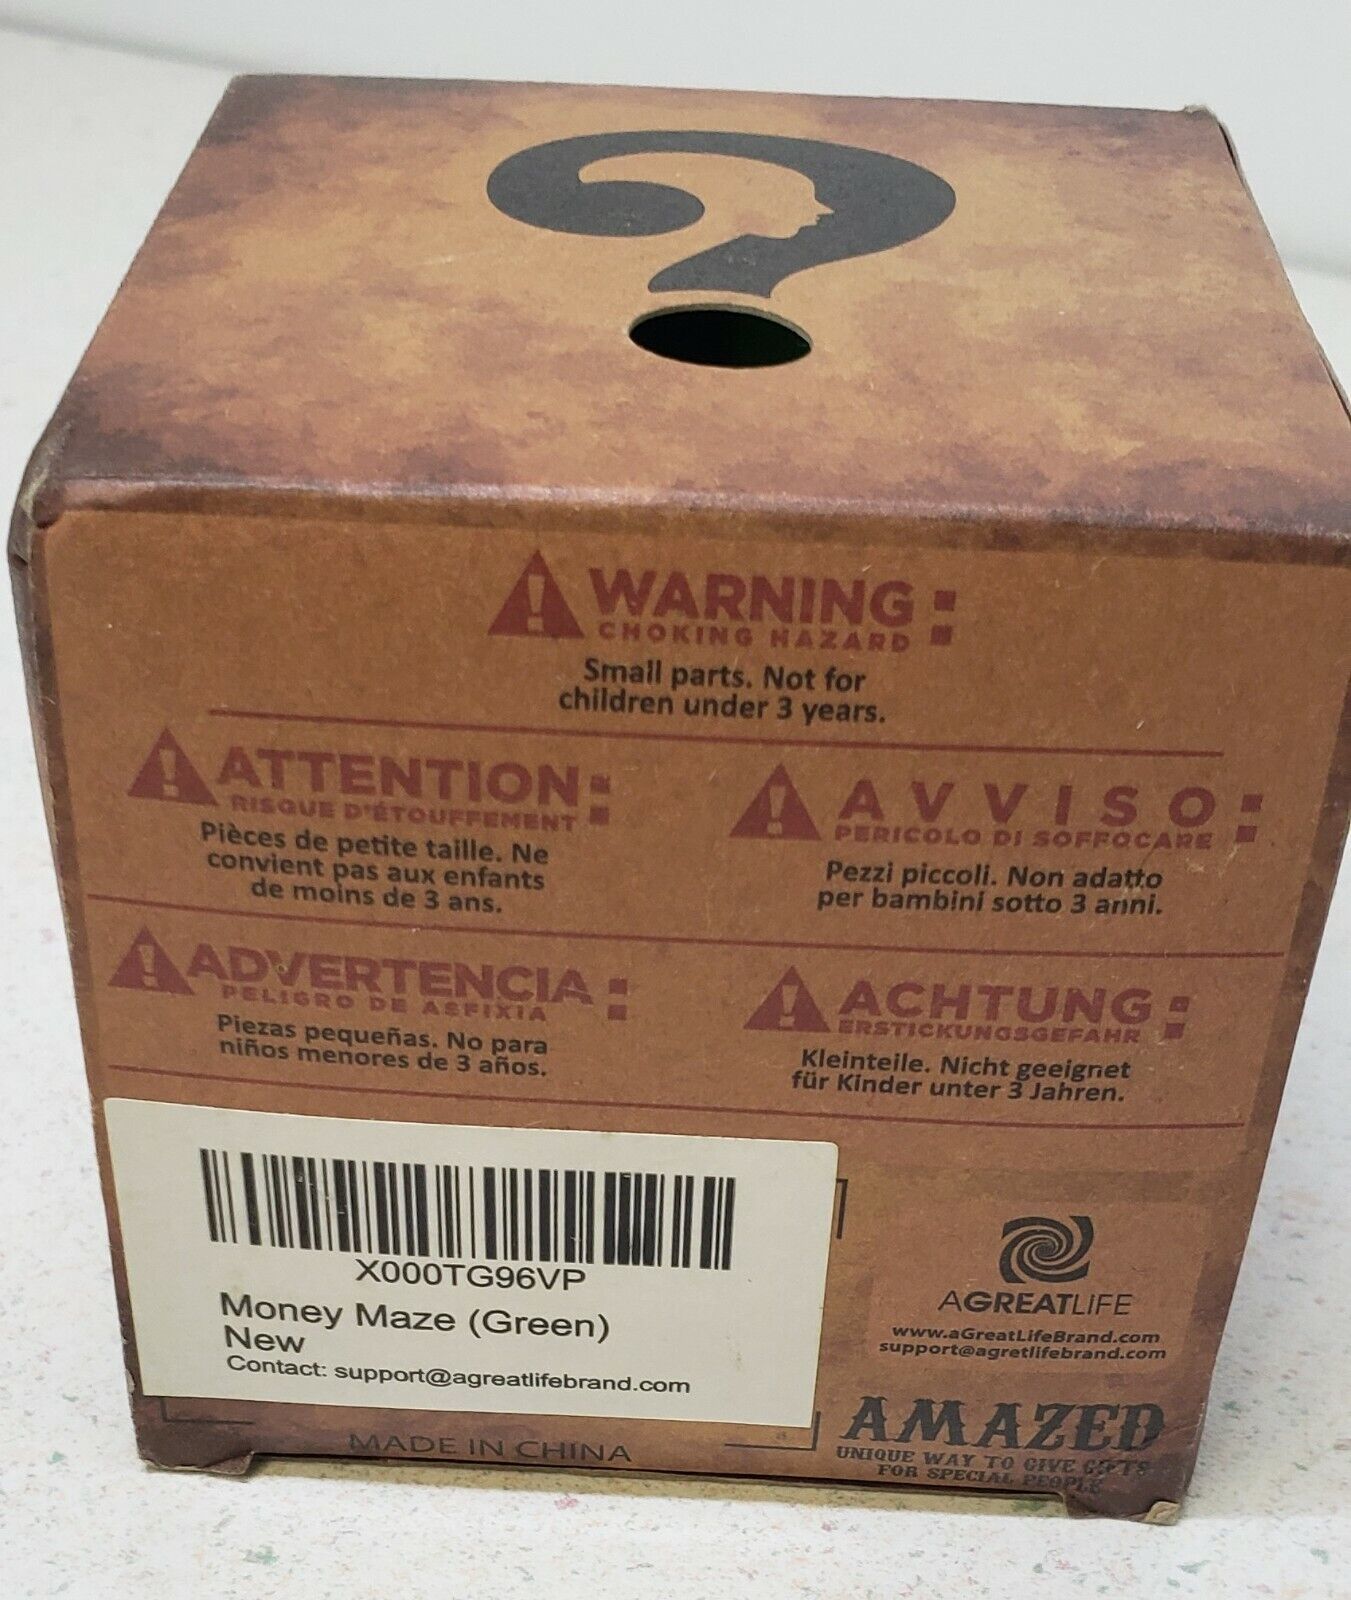 WARNING:
CHOKING HAZARD
Small parts. Not for
children under 3 years.
ATTENTION:
RISQUE D'ÉTOUFFEMENT
Pièces de petite taille. Ne
convient pas aux enfants
de moins de 3 ans.
AVVISO:
PERICOLO DI SOFFOCARE
Pezzi piccoli. Non adatto
per bambini sotto 3 anni.
ADVERTENCIA:
PELIGRO DE ASFIXIA
Piezas pequeñas. No para
niños menores de 3 años.
ACHTUNG:
ERSTICKUNGSGEFAHR
Kleinteile. Nicht geeignet
für Kinder unter 3 Jahren.
X000TG96VP
Money Maze (Green)
New
Contact: support@agreatlifebrand.com
MADE IN CHINA
AGREATLIFE
www.aGreatLifeBrand.com
support@agretlifebrand.com
AMAZED
UNIQUE WAY TO GIVE GIFTS
FOR SPECIAL PEOPLE